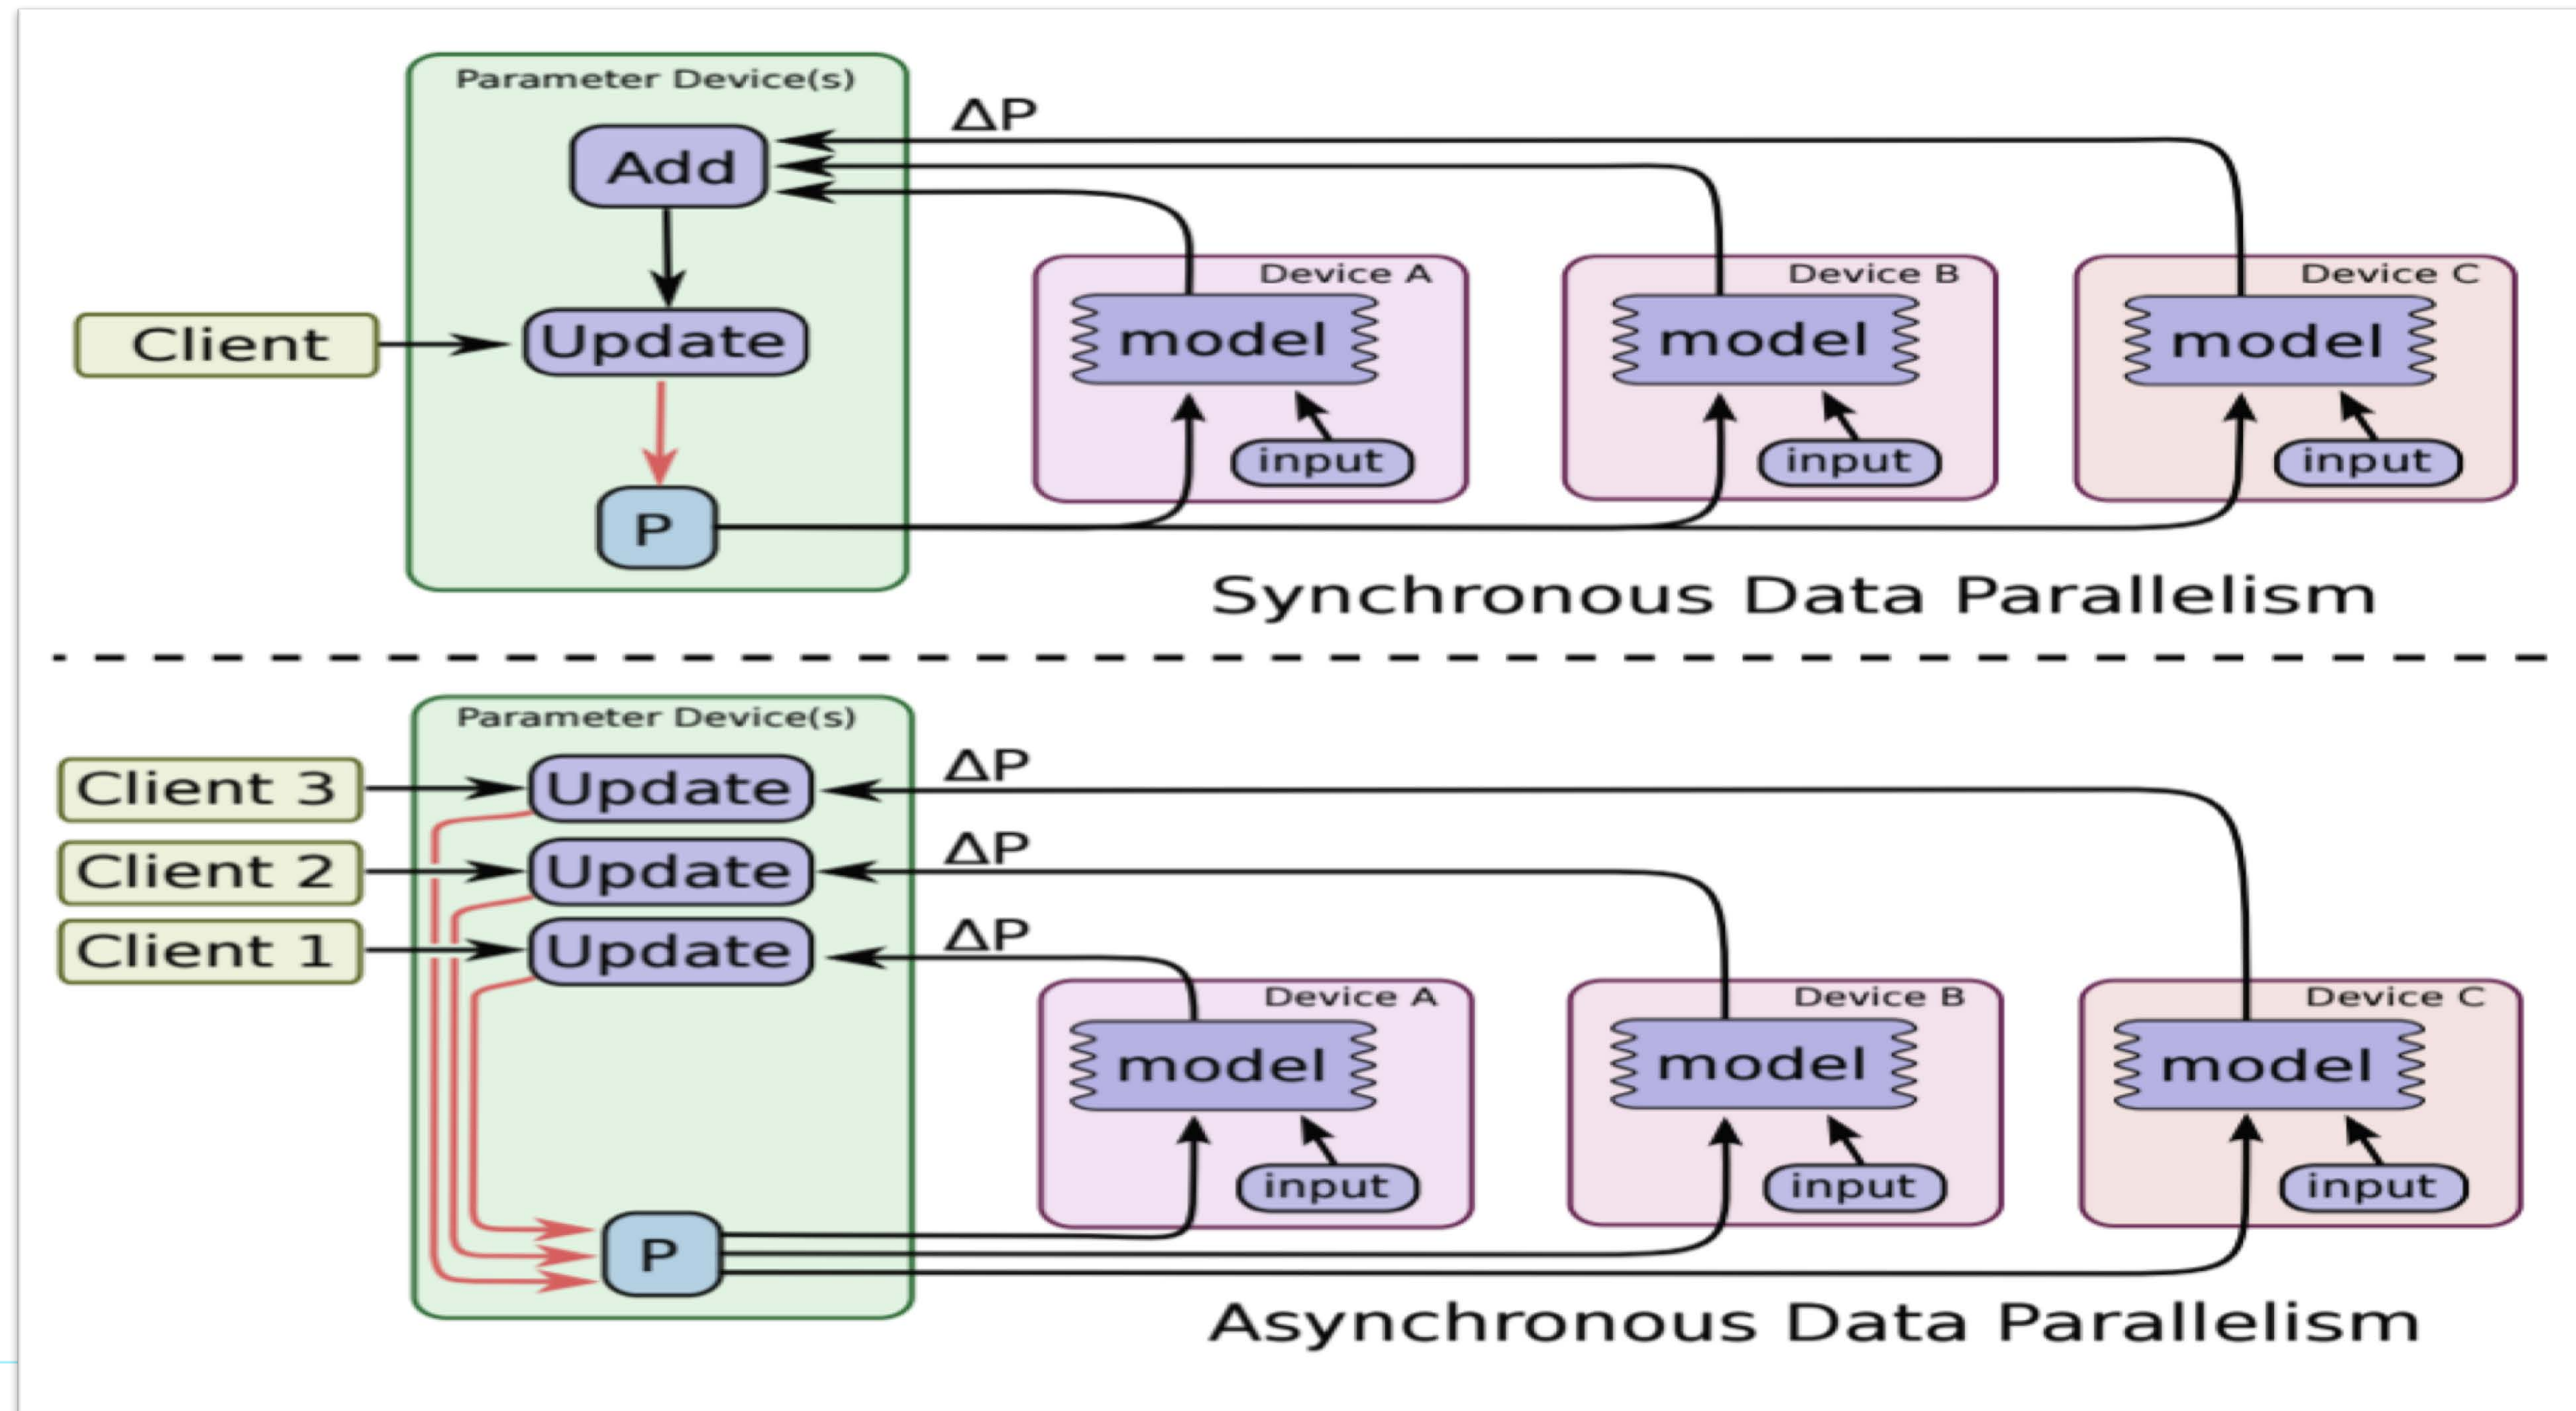 Parameter Device(s)
ΔP
Add
Device A
Device B
Device C
Client
Update
model
model
model
input
input
input
P
Synchronous Data Parallelism
Parameter Device(s)
Client 3
Update
ΔP
Client 2
Update
ΔP
Client 1
Update
ΔP
Device A
Device B
Device C
model
model
model
input
input
input
P
Asynchronous Data Parallelism